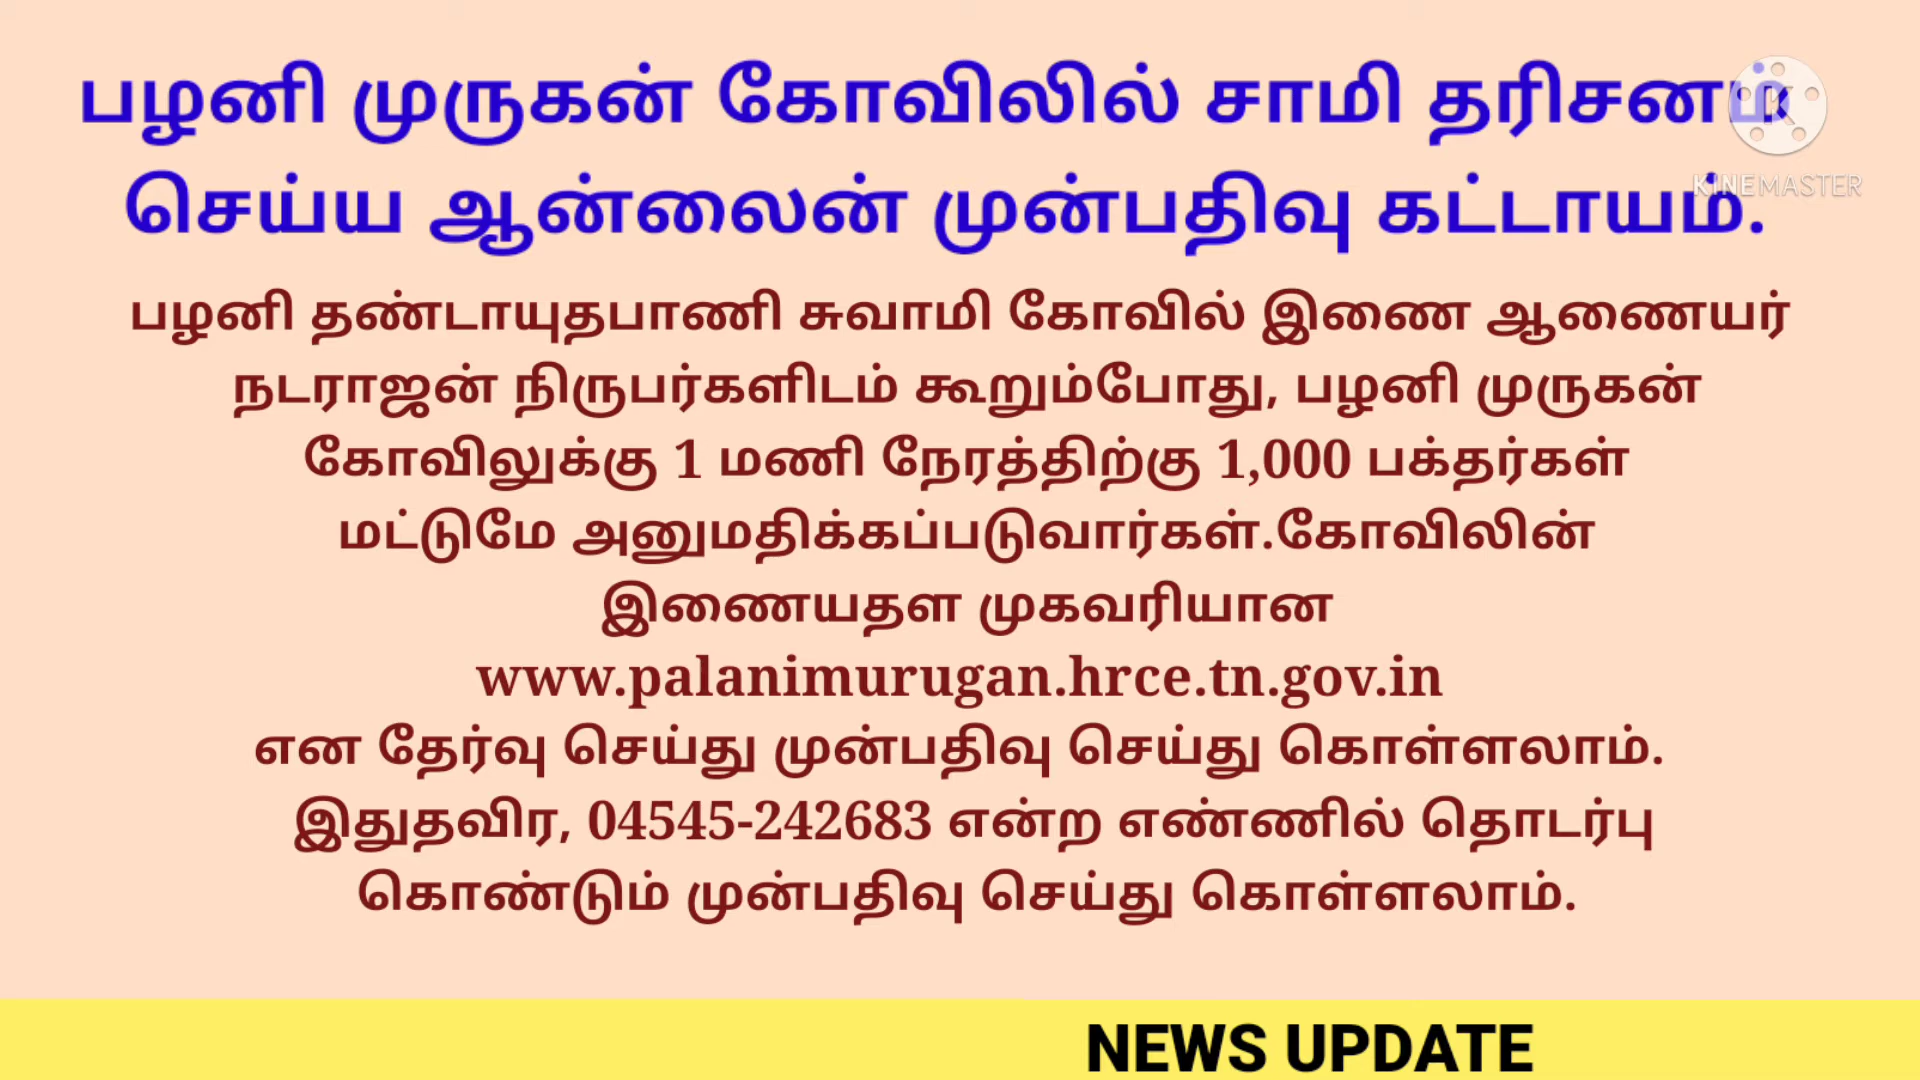 பழனி முருகன் கோவிலில் சாமி தரிசனம்
செய்ய ஆன்லைன் முன்பதிவு கட்டாயம்.
KINEMASTER
பழனி தண்டாயுதபாணி சுவாமி கோவில் இணை ஆணையர்
நடராஜன் நிருபர்களிடம் கூறும்போது, பழனி முருகன்
கோவிலுக்கு 1 மணி நேரத்திற்கு 1,000 பக்தர்கள்
மட்டுமே அனுமதிக்கப்படுவார்கள்.கோவிலின்
இணையதள முகவரியான
www.palanimurugan.hrce.tn.gov.in
என தேர்வு செய்து முன்பதிவு செய்து கொள்ளலாம்.
இதுதவிர, 04545-242683 என்ற எண்ணில் தொடர்பு
கொண்டும் முன்பதிவு செய்து கொள்ளலாம்.
NEWS UPDATE